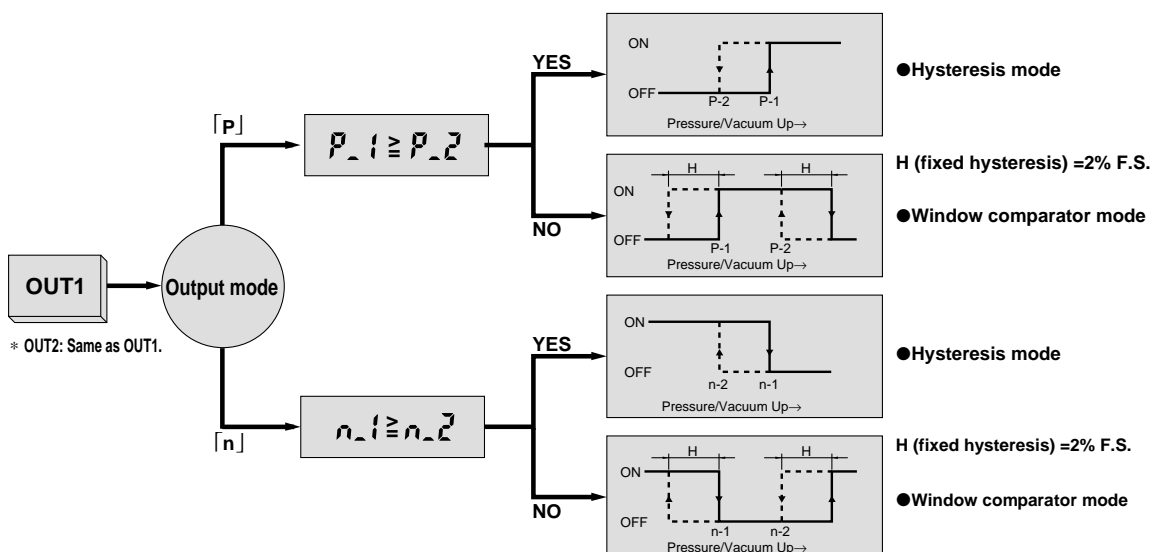 OUT1
* OUT2: Same as OUT1.
Output mode
「P」
P_1 ≧ P_2
YES
ON
OFF
P-2 P-1
Pressure/Vacuum Up→
●Hysteresis mode
NO
H H
ON
OFF
P-1 P-2
Pressure/Vacuum Up→
H (fixed hysteresis) =2% F.S.
●Window comparator mode
「n」
n_1 ≧ n_2
YES
ON
OFF
n-2 n-1
Pressure/Vacuum Up→
●Hysteresis mode
NO
H H
ON
OFF
n-1 n-2
Pressure/Vacuum Up→
H (fixed hysteresis) =2% F.S.
●Window comparator mode